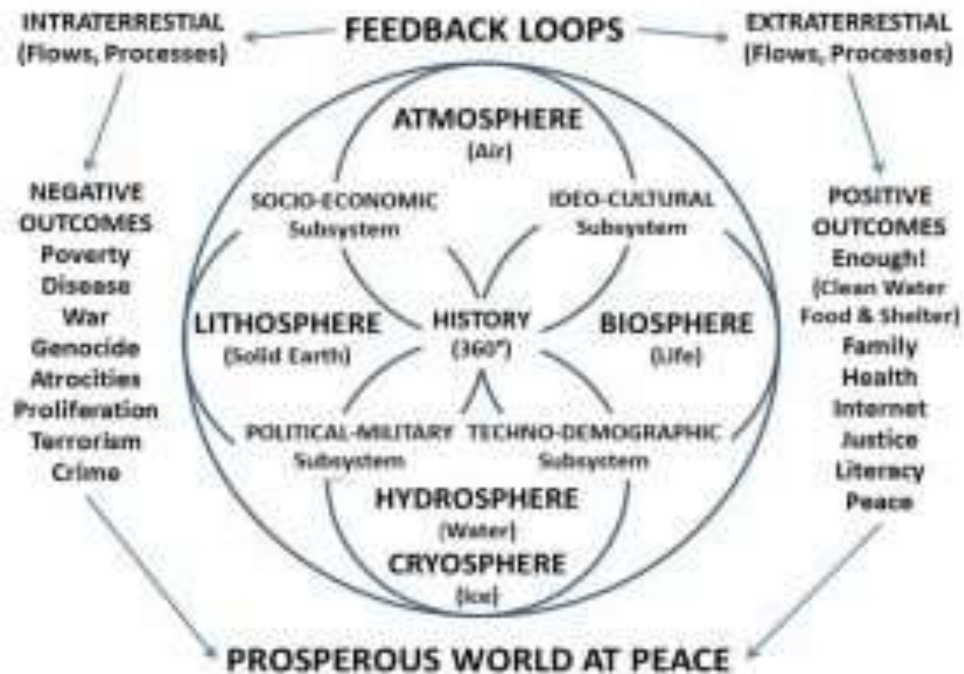 INTRATERRESTIAL
(Flows, Processes)
FEEDBACK LOOPS
EXTRATERRESTIAL
(Flows, Processes)
ATMOSPHERE
(Air)
SOCIO-ECONOMIC
Subsystem
IDEO-CULTURAL
Subsystem
NEGATIVE
OUTCOMES
Poverty
Disease
War
Genocide
Atrocities
Proliferation
Terrorism
Crime
LITHOSPHERE
(Solid Earth)
HISTORY
(360°)
BIOSPHERE
(Life)
POSITIVE
OUTCOMES
Enough!
(Clean Water
Food & Shelter)
Family
Health
Internet
Justice
Literacy
Peace
POLITICAL-MILITARY
Subsystem
TECHNO-DEMOGRAPHIC
Subsystem
HYDROSPHERE
(Water)
CRYOSPHERE
(Ice)
PROSPEROUS WORLD AT PEACE